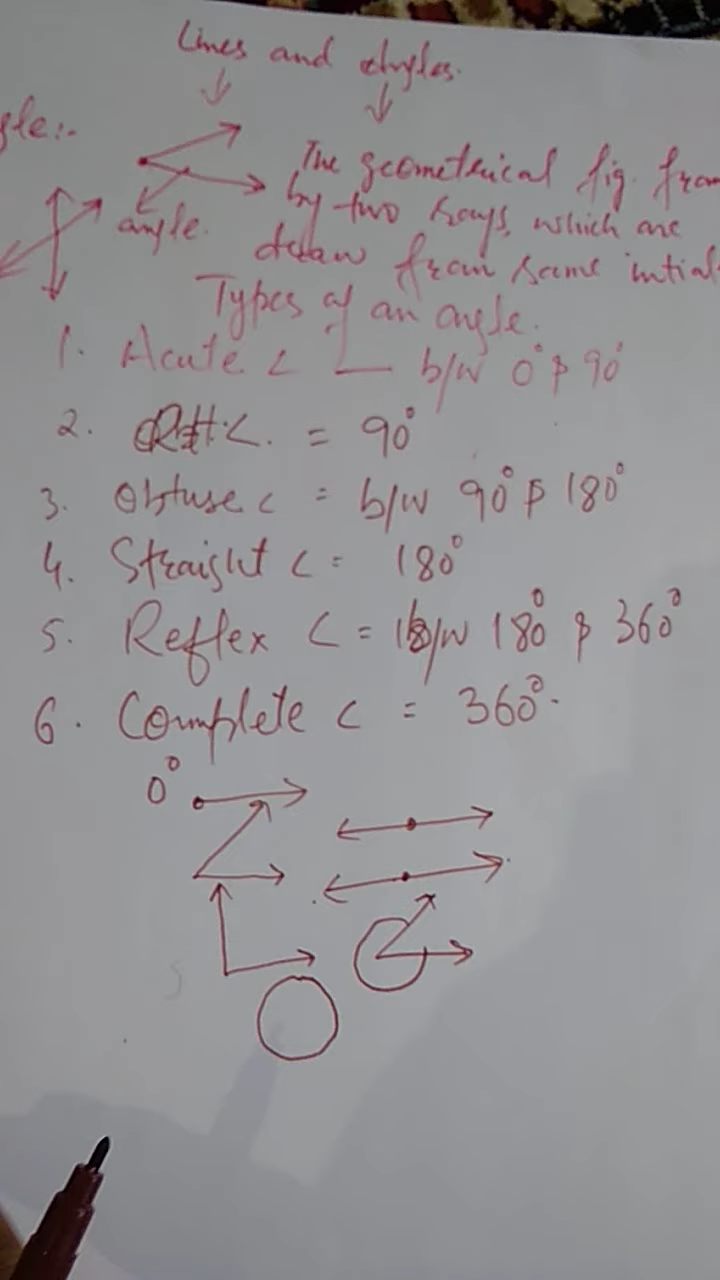 Lines and angles.
gle:-
The geometrical fig. from
by two rays, which are
angle.
draw from same intial
Types of an angle.
1. Acute < b/w 0° & 90°
2. Rt. <. = 90°
3. Obtuse < = b/w 90° & 180°
4. Straight < = 180°
5. Reflex < = b/w 180° & 360°
6. Complete < = 360°.
0°